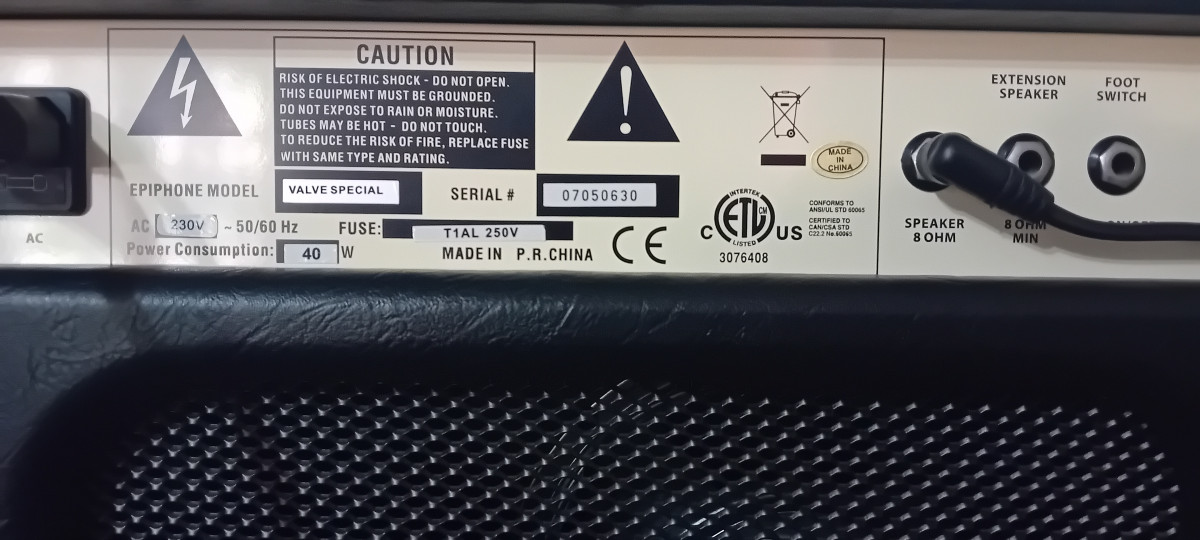 CAUTION
RISK OF ELECTRIC SHOCK - DO NOT OPEN.
THIS EQUIPMENT MUST BE GROUNDED.
DO NOT EXPOSE TO RAIN OR MOISTURE.
TUBES MAY BE HOT - DO NOT TOUCH.
TO REDUCE THE RISK OF FIRE, REPLACE FUSE
WITH SAME TYPE AND RATING.
EPIPHONE MODEL VALVE SPECIAL SERIAL # 07050630
AC 230V ~ 50/60 Hz FUSE: T1AL 250V
Power Consumption: 40 W MADE IN P.R.CHINA CE
MADE
IN
CHINA
INTERTEK
C ETL CM US
LISTED
3076408
CONFORMS TO
ANSI/UL STD 60065
CERTIFIED TO
CAN/CSA STD
C22.2 No.60065
AC
SPEAKER
8 OHM
EXTENSION
SPEAKER
8 OHM
MIN
FOOT
SWITCH